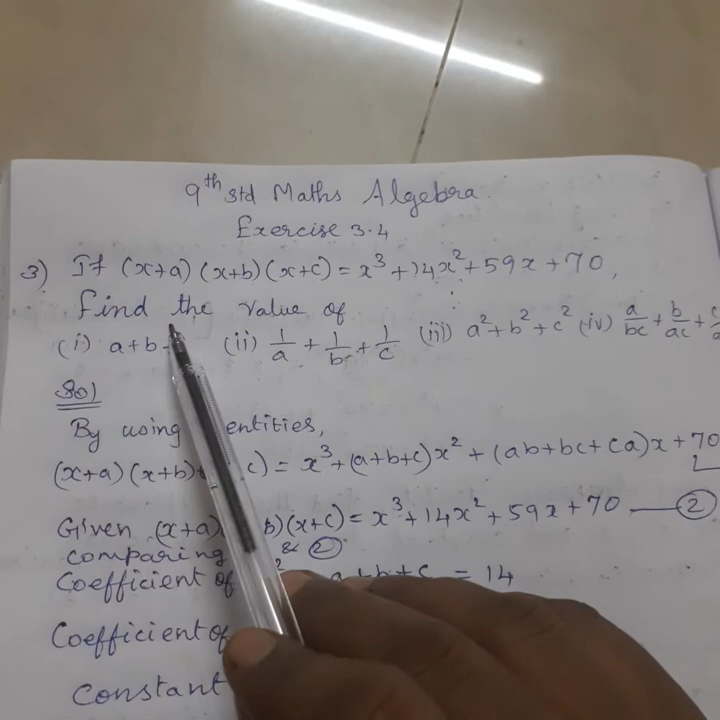 9th std Maths Algebra
Exercise 3.4
3) If (x+a)(x+b)(x+c) = x³+14x²+59x+70,
find the value of
(i) a+b+ (ii) 1/a + 1/b + 1/c (iii) a²+b²+c² (iv) a/bc + b/ac + c/a
Sol
By using entities,
(x+a)(x+b) c) = x³+(a+b+c)x² + (ab+bc+ca)x+70
Given (x+a) b)(x+c) = x³+14x²+59x+70 — ②
comparing & ②
Coefficient of a+b+c = 14
Coefficient of
Constant